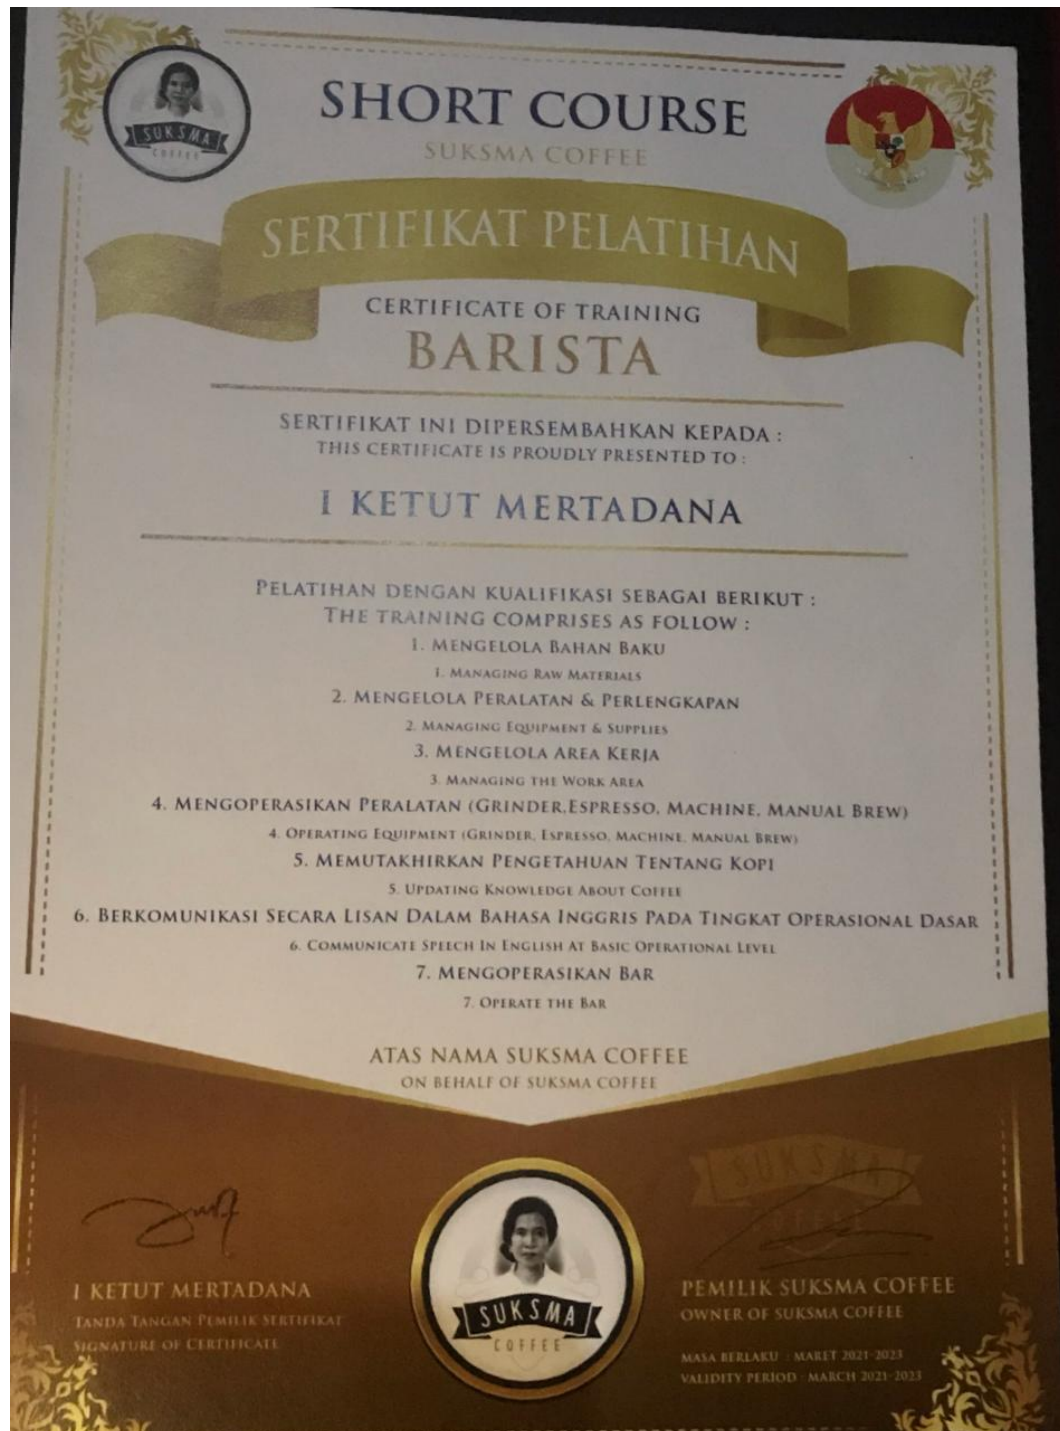 SUKSMA
COFFEE
SHORT COURSE
SUKSMA COFFEE
SERTIFIKAT PELATIHAN
CERTIFICATE OF TRAINING
BARISTA
SERTIFIKAT INI DIPERSEMBAHKAN KEPADA :
THIS CERTIFICATE IS PROUDLY PRESENTED TO :
I KETUT MERTADANA
PELATIHAN DENGAN KUALIFIKASI SEBAGAI BERIKUT :
THE TRAINING COMPRISES AS FOLLOW :
1. MENGELOLA BAHAN BAKU
1. MANAGING RAW MATERIALS
2. MENGELOLA PERALATAN & PERLENGKAPAN
2. MANAGING EQUIPMENT & SUPPLIES
3. MENGELOLA AREA KERJA
3. MANAGING THE WORK AREA
4. MENGOPERASIKAN PERALATAN (GRINDER,ESPRESSO, MACHINE, MANUAL BREW)
4. OPERATING EQUIPMENT (GRINDER, ESPRESSO, MACHINE, MANUAL BREW)
5. MEMUTAKHIRKAN PENGETAHUAN TENTANG KOPI
5. UPDATING KNOWLEDGE ABOUT COFFEE
6. BERKOMUNIKASI SECARA LISAN DALAM BAHASA INGGRIS PADA TINGKAT OPERASIONAL DASAR
6. COMMUNICATE SPEECH IN ENGLISH AT BASIC OPERATIONAL LEVEL
7. MENGOPERASIKAN BAR
7. OPERATE THE BAR
ATAS NAMA SUKSMA COFFEE
ON BEHALF OF SUKSMA COFFEE
I KETUT MERTADANA
TANDA TANGAN PEMILIK SERTIFIKAT
SIGNATURE OF CERTIFICATE
SUKSMA
COFFEE
SUKSMA
COFFEE
PEMILIK SUKSMA COFFEE
OWNER OF SUKSMA COFFEE
MASA BERLAKU : MARET 2021-2023
VALIDITY PERIOD : MARCH 2021-2023